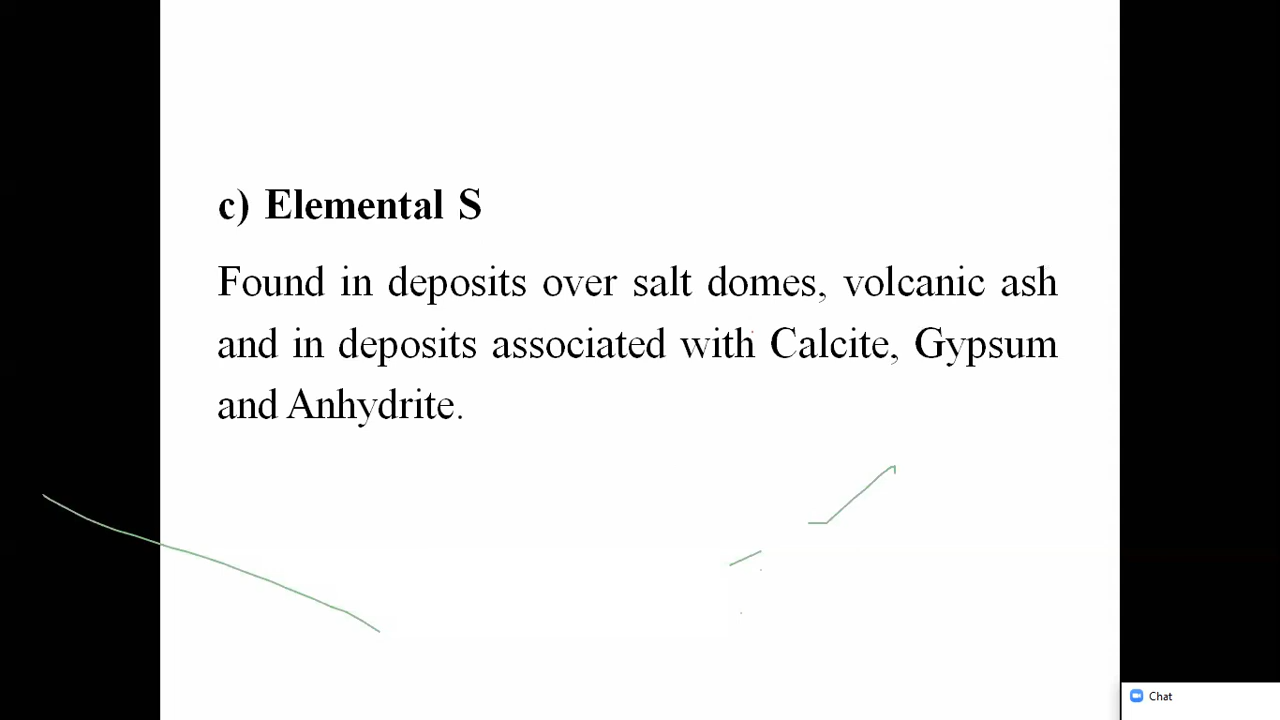 c) Elemental S
Found in deposits over salt domes, volcanic ash
and in deposits associated with Calcite, Gypsum
and Anhydrite.
Chat